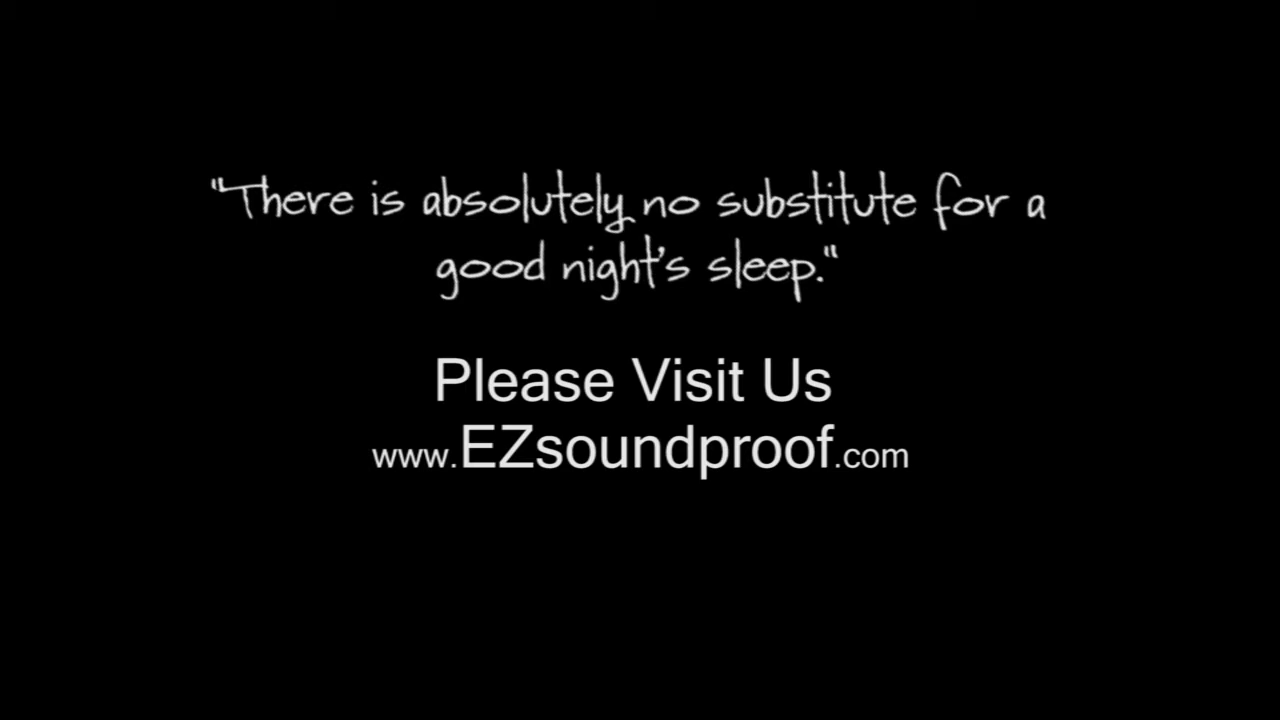 "There is absolutely no substitute for a
good night's sleep."
Please Visit Us
www.EZsoundproof.com